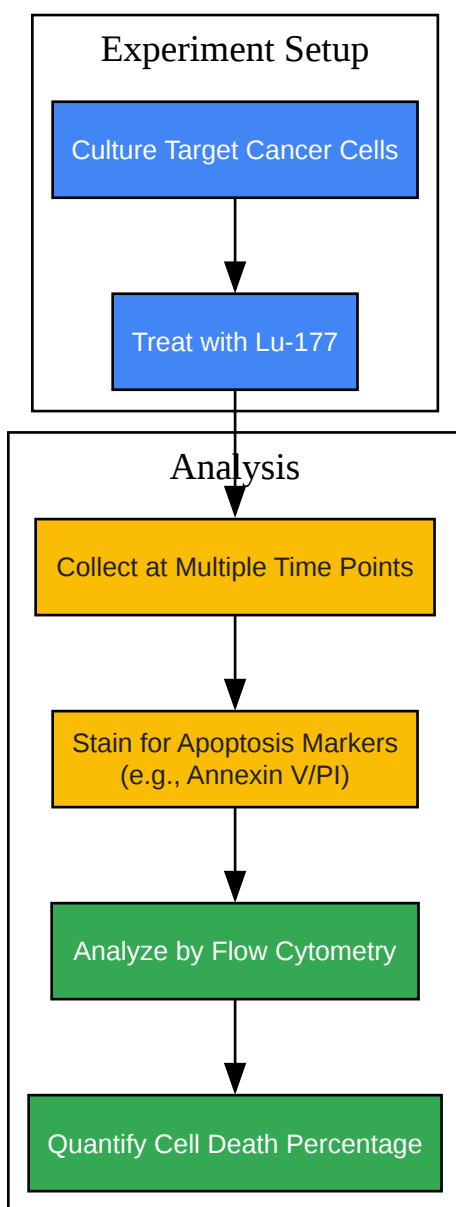 Experiment Setup
Culture Target Cancer Cells
Treat with Lu-177
Analysis
Collect at Multiple Time Points
Stain for Apoptosis Markers
(e.g., Annexin V/PI)
Analyze by Flow Cytometry
Quantify Cell Death Percentage